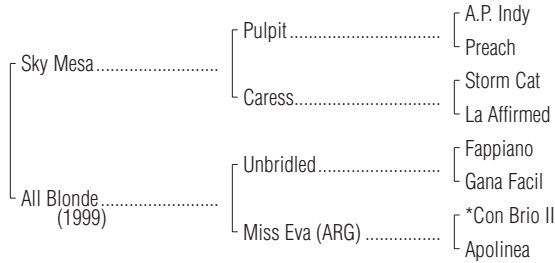 A.P. Indy
Pulpit........................................
Preach
Sky Mesa................................
Storm Cat
Caress........................................
La Affirmed
Fappiano
Unbridled....................................
Gana Facil
All Blonde..............................
(1999)
*Con Brio II
Miss Eva (ARG) .........................
Apolinea